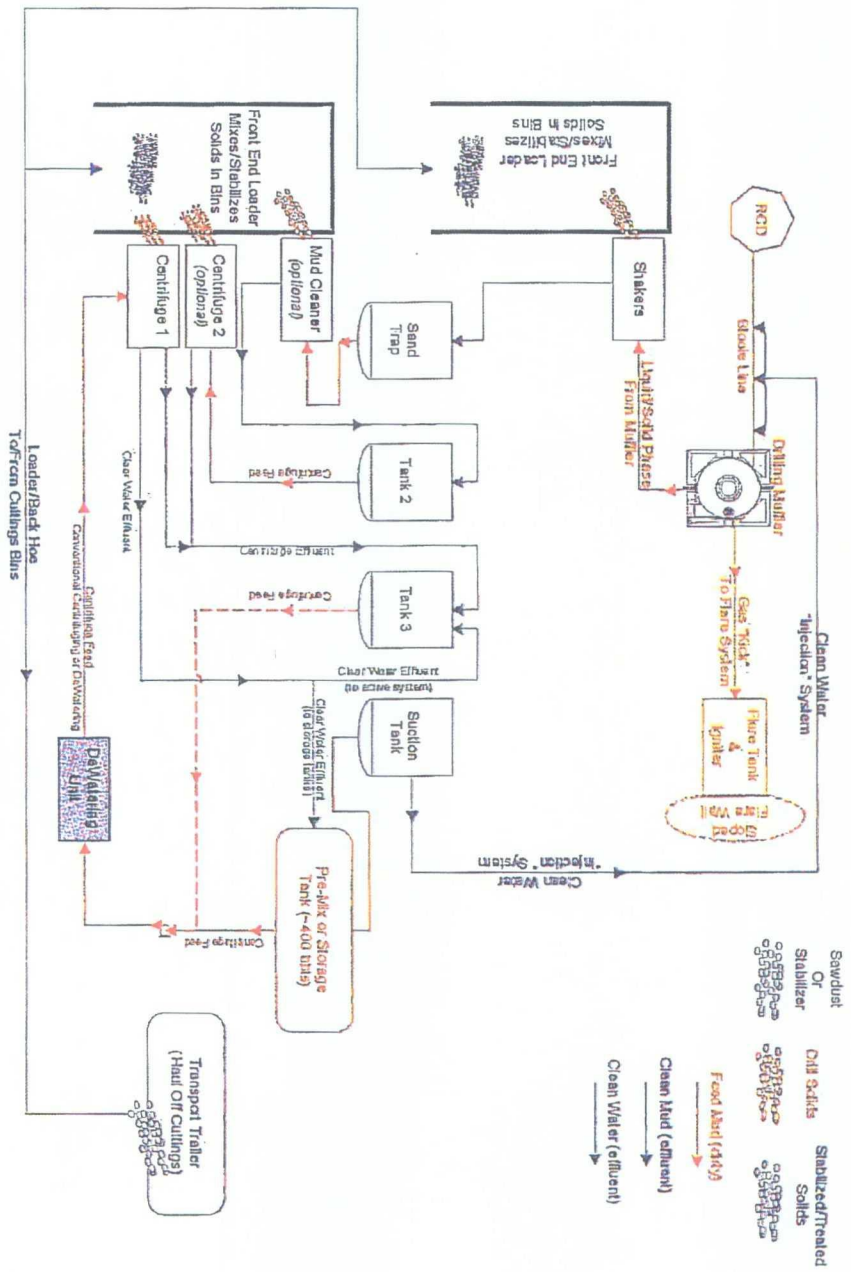 Sawdust
Or
Stabilizer
Drill Solids
Stabilized/Treated
Solids
Feed Mud (dirty)
Clean Mud (effluent)
Clean Water (effluent)
Clean Water
"Injection" System
RCD
Blooie Line
Drilling Muffler
Gas "Kick"
To Flare System
Flare Tank
&
Igniter
Sloped
Flare Wall
Liquid/Solid Phase
From Muffler
Shakers
Front End Loader
Mixes/Stabilizes
Solids In Bins
Clean Water
"Injection" System
Sand
Trap
Tank 2
Tank 3
Suction
Tank
Mud Cleaner
(optional)
Centrifuge 2
(optional)
Centrifuge 1
Front End Loader
Mixes/Stabilizes
Solids In Bins
Centrifuge Feed
Centrifuge Effluent
Centrifuge Feed
Clear Water Effluent
Clear Water Effluent
(to active system)
Clear Water Effluent
(to storage tanks)
Pre-Mix or Storage
Tank (~400 bbls)
Centrifuge Feed
Centrifuge Feed
Conventional Centrifuging or DeWatering
DeWatering
Unit
Transport Trailer
(Haul Off Cuttings)
Loader/Back Hoe
To/From Cuttings Bins